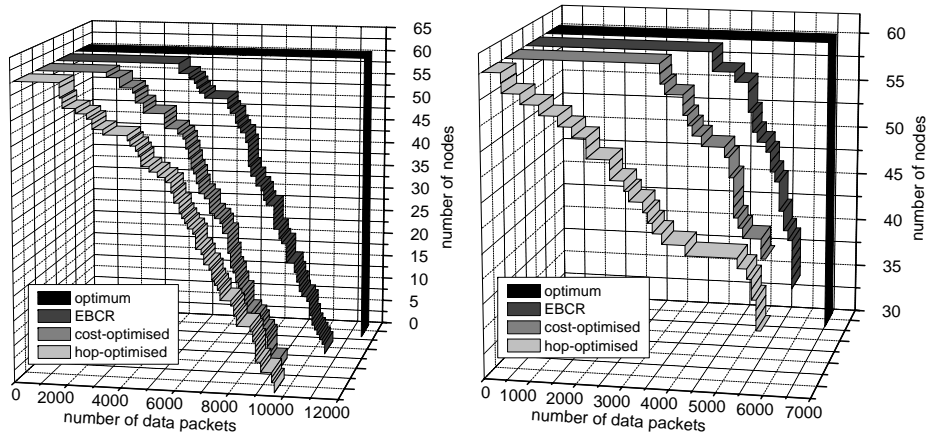 65
60
55
50
45
40
35
30
25
20
15
10
5
0
number of nodes
optimum
EBCR
cost-optimised
hop-optimised
0 2000 4000 6000 8000 10000 12000
number of data packets
60
55
50
45
40
35
30
number of nodes
optimum
EBCR
cost-optimised
hop-optimised
0 1000 2000 3000 4000 5000 6000 7000
number of data packets